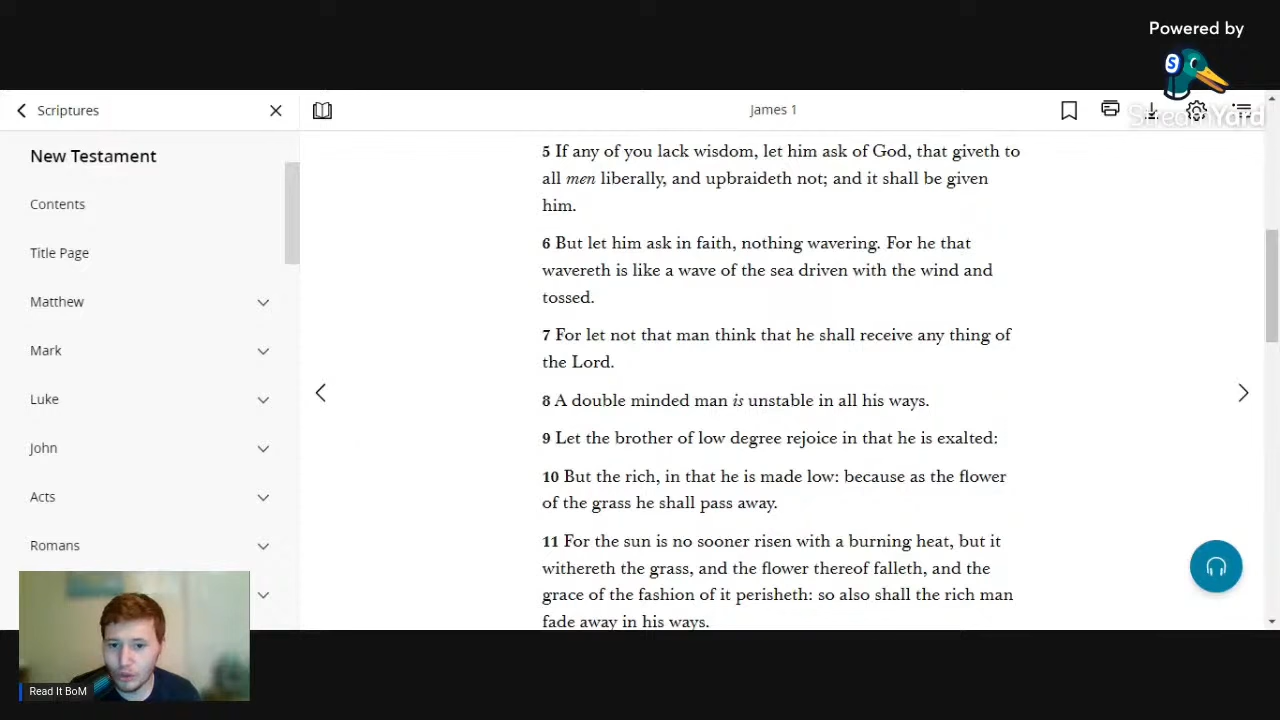 Powered by
StreamYard
Scriptures
James 1
New Testament
Contents
Title Page
Matthew
Mark
Luke
John
Acts
Romans
5 If any of you lack wisdom, let him ask of God, that giveth to
all men liberally, and upbraideth not; and it shall be given
him.
6 But let him ask in faith, nothing wavering. For he that
wavereth is like a wave of the sea driven with the wind and
tossed.
7 For let not that man think that he shall receive any thing of
the Lord.
8 A double minded man is unstable in all his ways.
9 Let the brother of low degree rejoice in that he is exalted:
10 But the rich, in that he is made low: because as the flower
of the grass he shall pass away.
11 For the sun is no sooner risen with a burning heat, but it
withereth the grass, and the flower thereof falleth, and the
grace of the fashion of it perisheth: so also shall the rich man
fade away in his ways.
Read It BoM